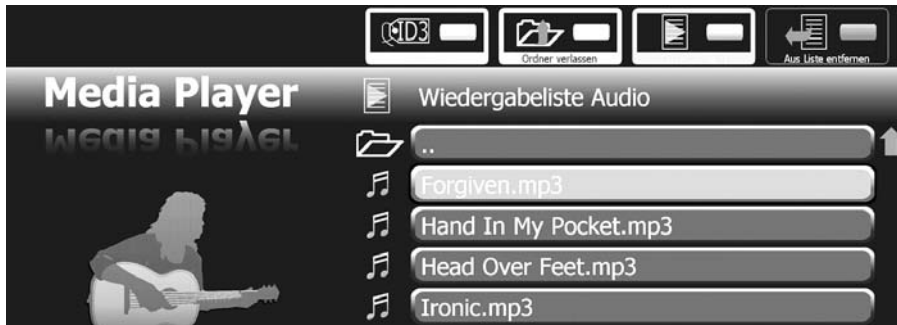 ID3
Ordner verlassen
Aus Liste entfernen
Media Player
Wiedergabeliste Audio
..
Forgiven.mp3
Hand In My Pocket.mp3
Head Over Feet.mp3
Ironic.mp3